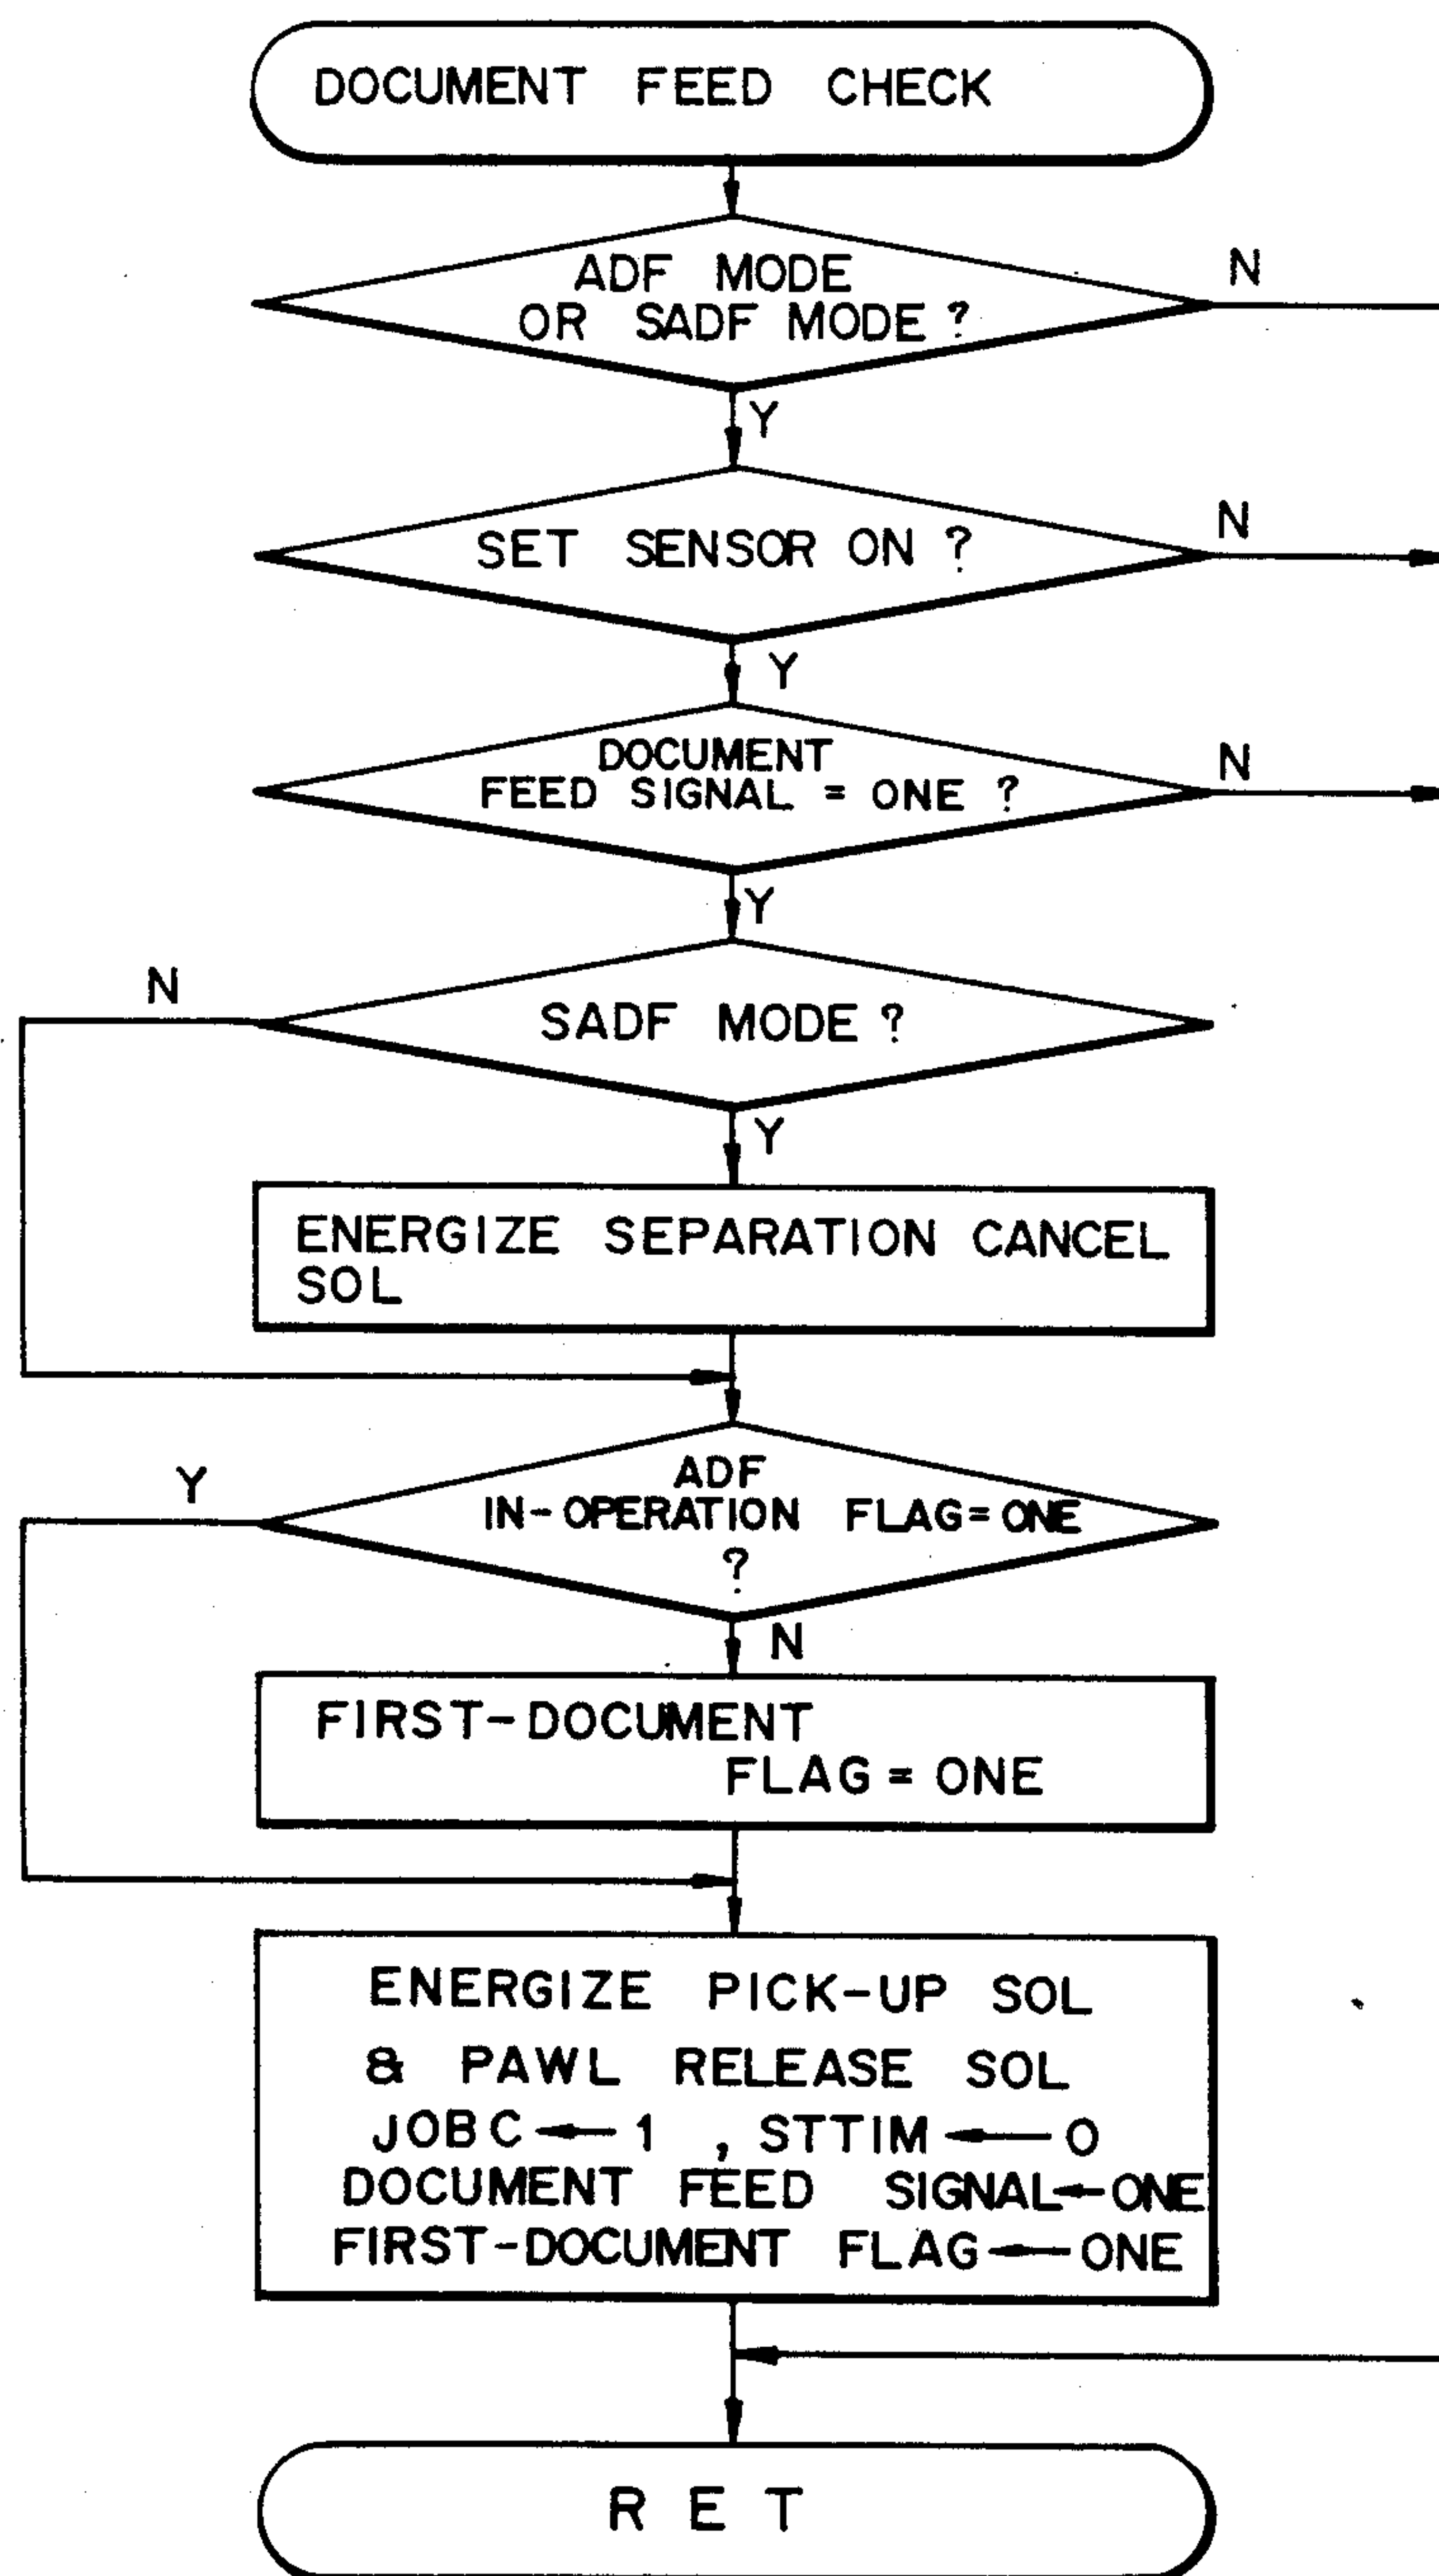 DOCUMENT FEED CHECK
ADF MODE
OR SADF MODE ?
N
Y
SET SENSOR ON ?
N
Y
DOCUMENT
FEED SIGNAL = ONE ?
N
Y
SADF MODE ?
N
Y
ENERGIZE SEPARATION CANCEL
SOL
ADF
IN-OPERATION FLAG=ONE
?
Y
N
FIRST-DOCUMENT
FLAG = ONE
ENERGIZE PICK-UP SOL
& PAWL RELEASE SOL
JOBC ← 1 , STTIM ← 0
DOCUMENT FEED SIGNAL←ONE
FIRST-DOCUMENT FLAG←ONE
RET